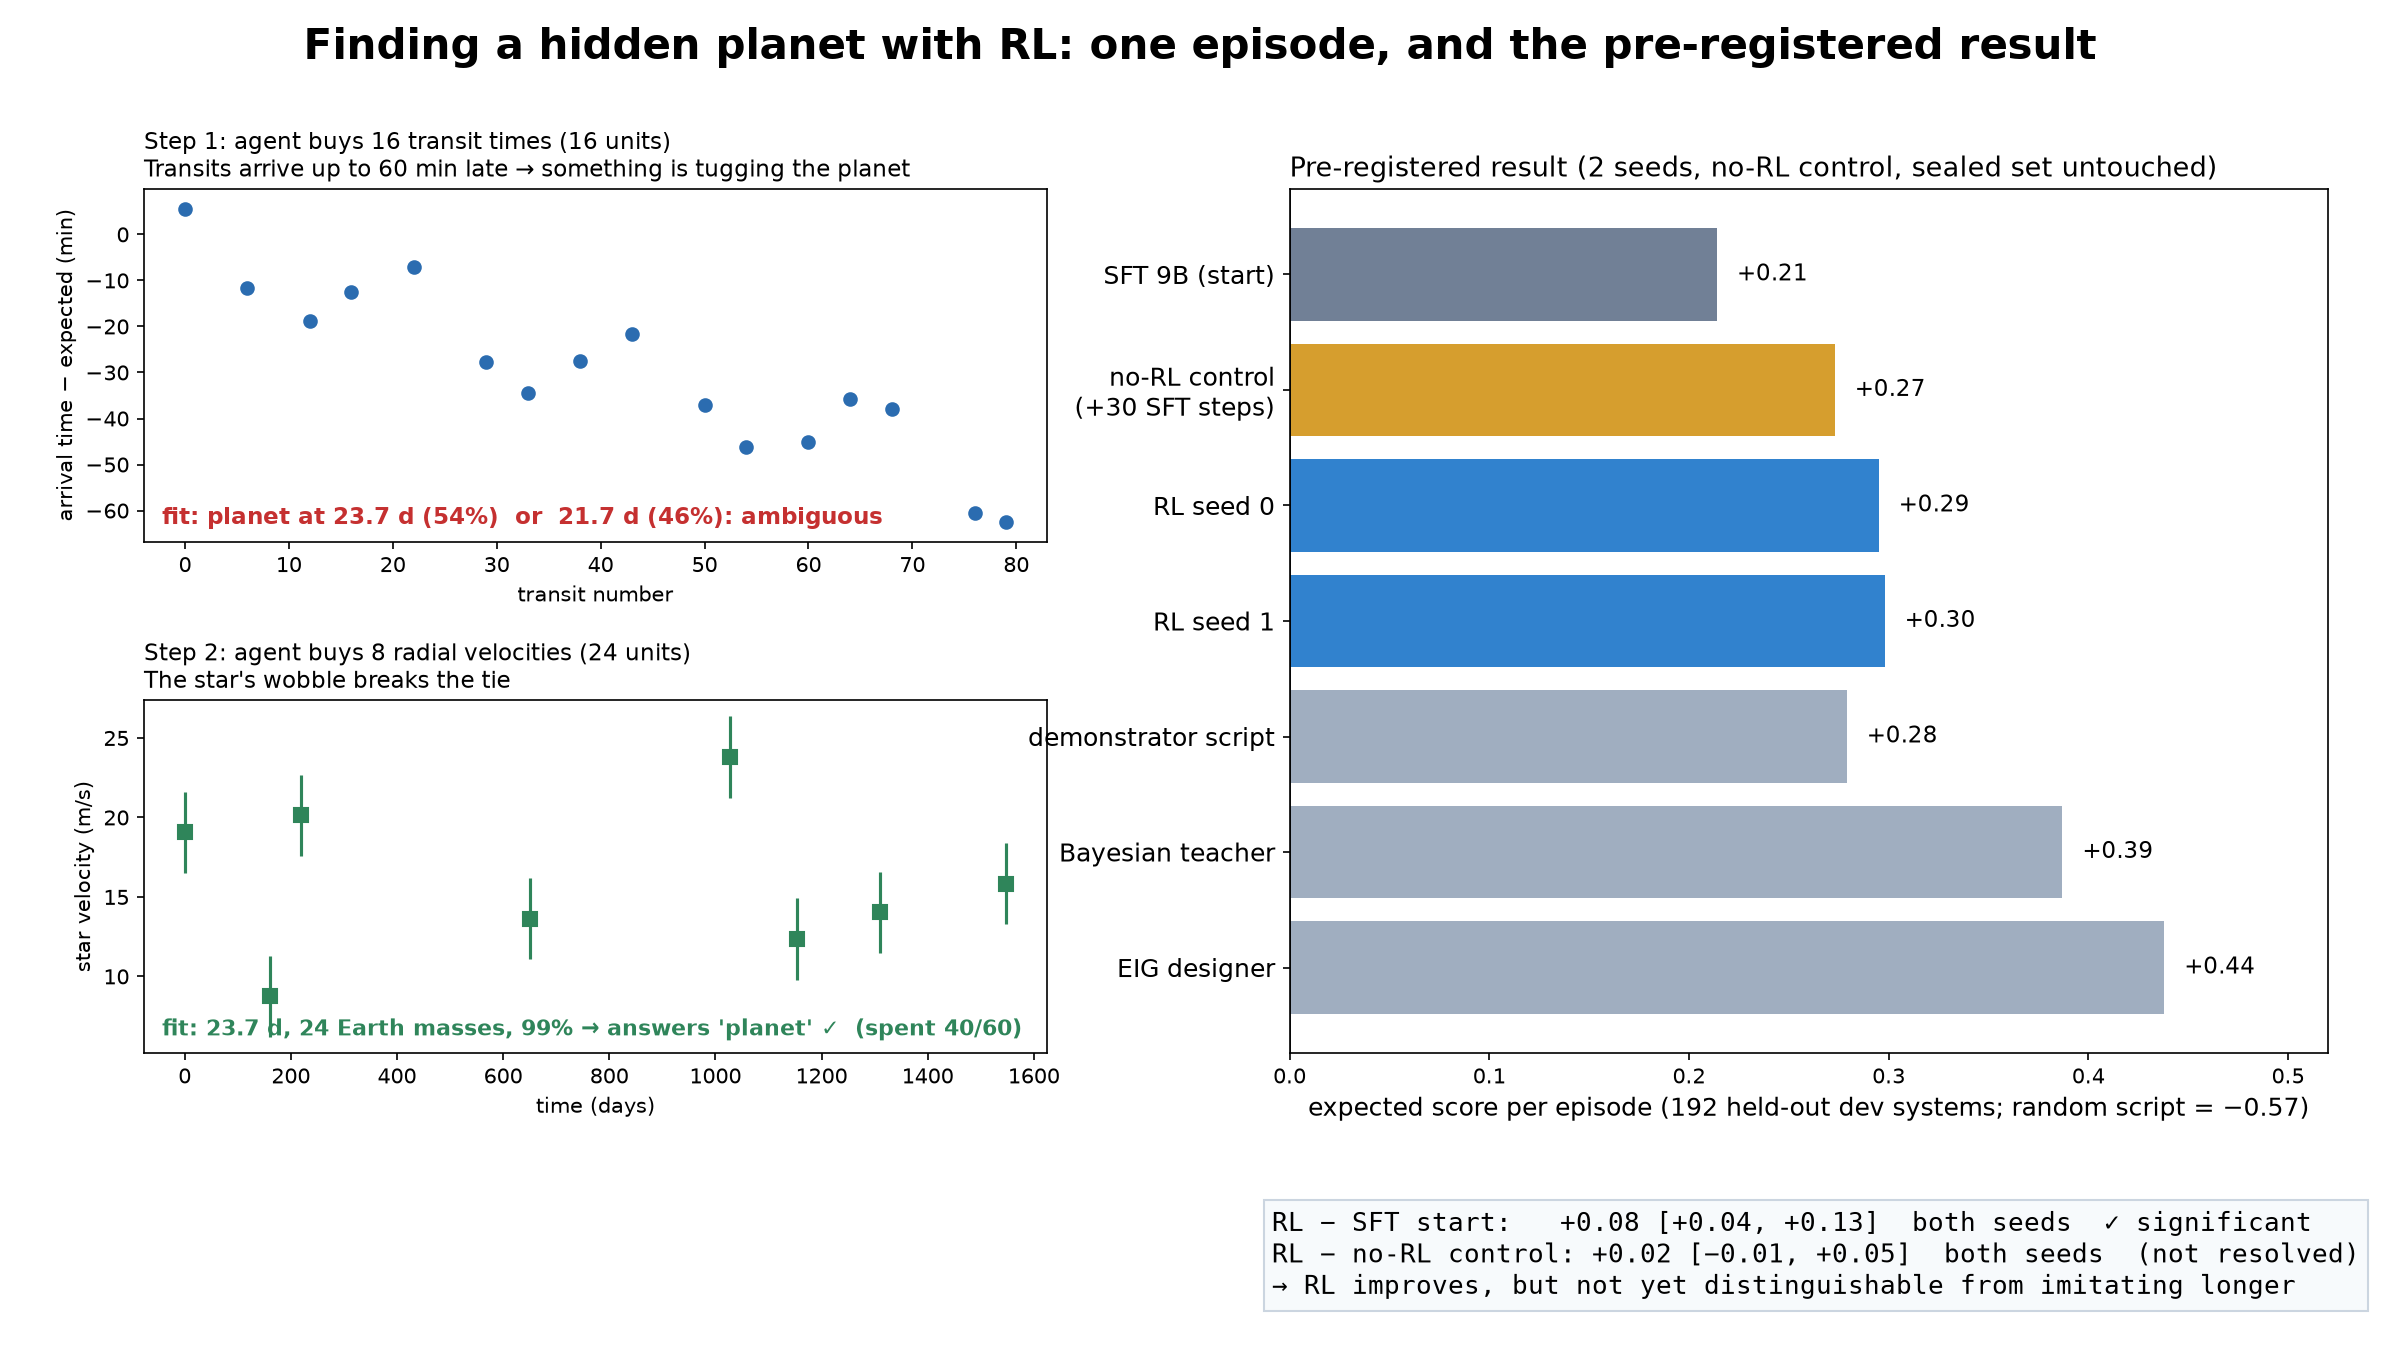 Finding a hidden planet with RL: one episode, and the pre-registered result
Step 1: agent buys 16 transit times (16 units)
Transits arrive up to 60 min late → something is tugging the planet
arrival time − expected (min)
0
−10
−20
−30
−40
−50
−60
fit: planet at 23.7 d (54%)  or  21.7 d (46%): ambiguous
0 10 20 30 40 50 60 70 80
transit number
Step 2: agent buys 8 radial velocities (24 units)
The star's wobble breaks the tie
star velocity (m/s)
25
20
15
10
fit: 23.7 d, 24 Earth masses, 99% → answers 'planet' ✓  (spent 40/60)
0 200 400 600 800 1000 1200 1400 1600
time (days)
Pre-registered result (2 seeds, no-RL control, sealed set untouched)
SFT 9B (start) +0.21
no-RL control
(+30 SFT steps) +0.27
RL seed 0 +0.29
RL seed 1 +0.30
demonstrator script +0.28
Bayesian teacher +0.39
EIG designer +0.44
0.0 0.1 0.2 0.3 0.4 0.5
expected score per episode (192 held-out dev systems; random script = −0.57)
RL − SFT start:   +0.08 [+0.04, +0.13]  both seeds  ✓ significant
RL − no-RL control: +0.02 [−0.01, +0.05]  both seeds  (not resolved)
→ RL improves, but not yet distinguishable from imitating longer